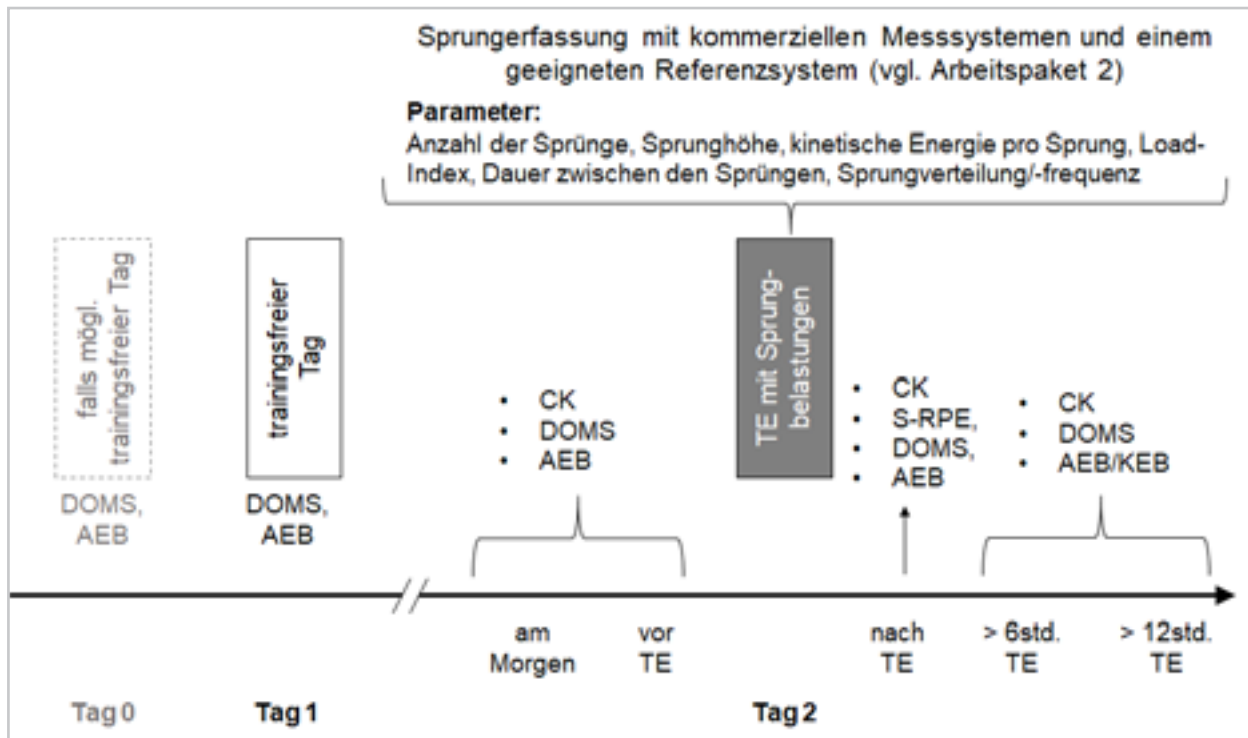 Sprungerfassung mit kommerziellen Messsystemen und einem
geeigneten Referenzsystem (vgl. Arbeitspaket 2)
Parameter:
Anzahl der Sprünge, Sprunghöhe, kinetische Energie pro Sprung, Load-
Index, Dauer zwischen den Sprüngen, Sprungverteilung/-frequenz
falls mögl.
trainingsfreier Tag
DOMS,
AEB
trainingsfreier
Tag
DOMS,
AEB
• CK
• DOMS
• AEB
TE mit Sprung-
belastungen
• CK
• S-RPE,
• DOMS,
• AEB
• CK
• DOMS
• AEB/KEB
am
Morgen
vor
TE
nach
TE
> 6std.
TE
> 12std.
TE
Tag 0
Tag 1
Tag 2